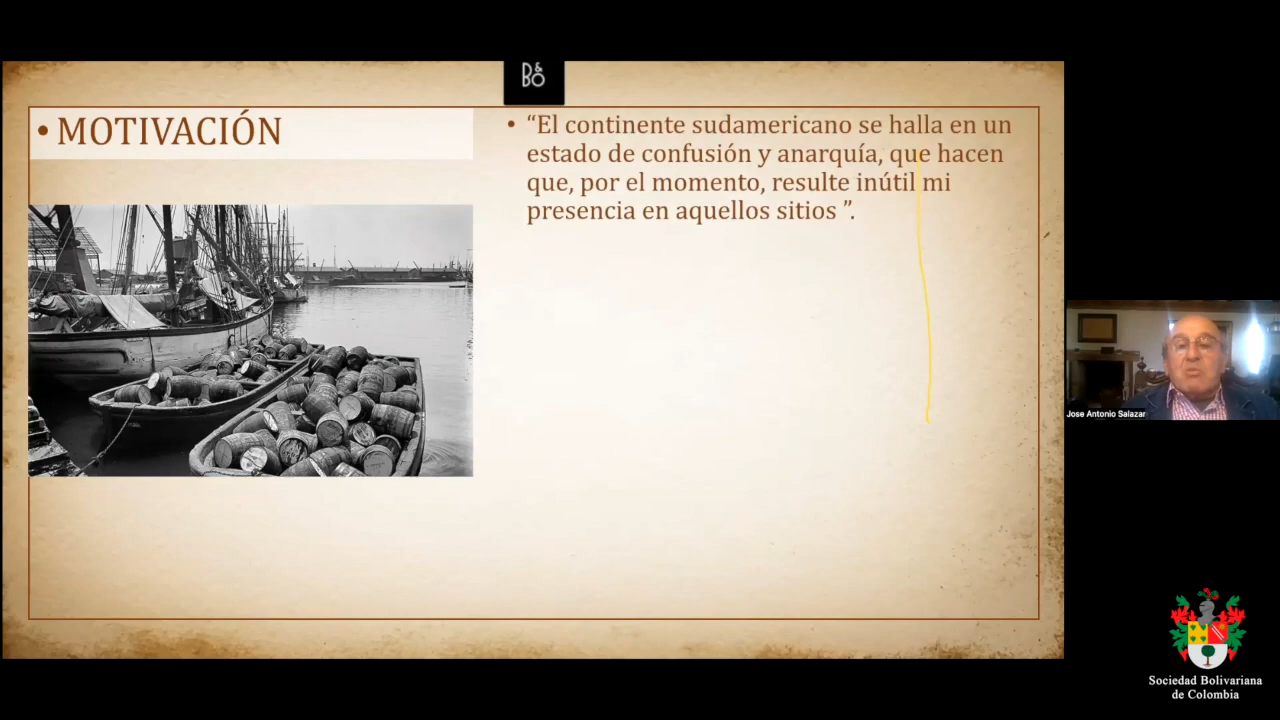 B&O
• MOTIVACIÓN
• “El continente sudamericano se halla en un
estado de confusión y anarquía, que hacen
que, por el momento, resulte inútil mi
presencia en aquellos sitios ”.
Jose Antonio Salazar
Sociedad Bolivariana
de Colombia